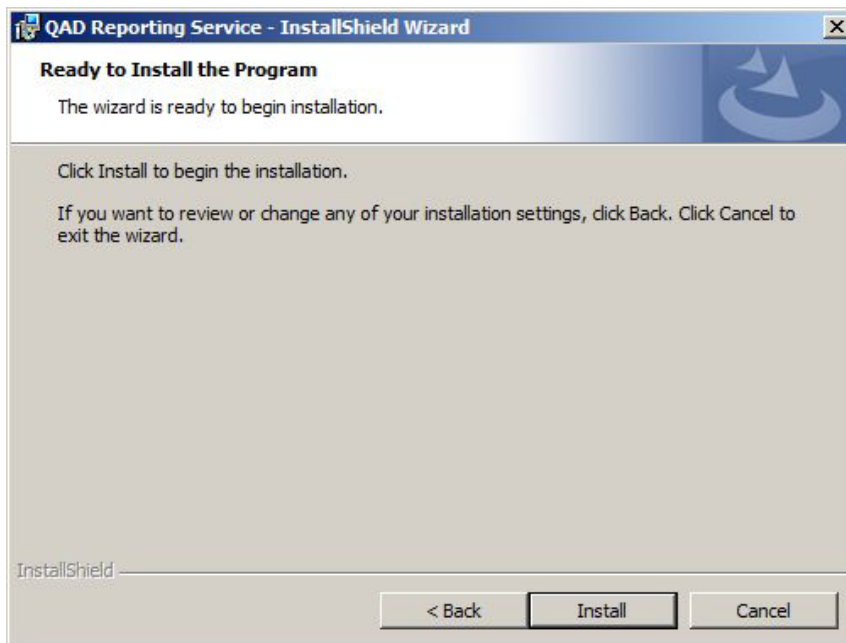 QAD Reporting Service - InstallShield Wizard
Ready to Install the Program
The wizard is ready to begin installation.
Click Install to begin the installation.
If you want to review or change any of your installation settings, click Back. Click Cancel to
exit the wizard.
InstallShield
< Back
Install
Cancel